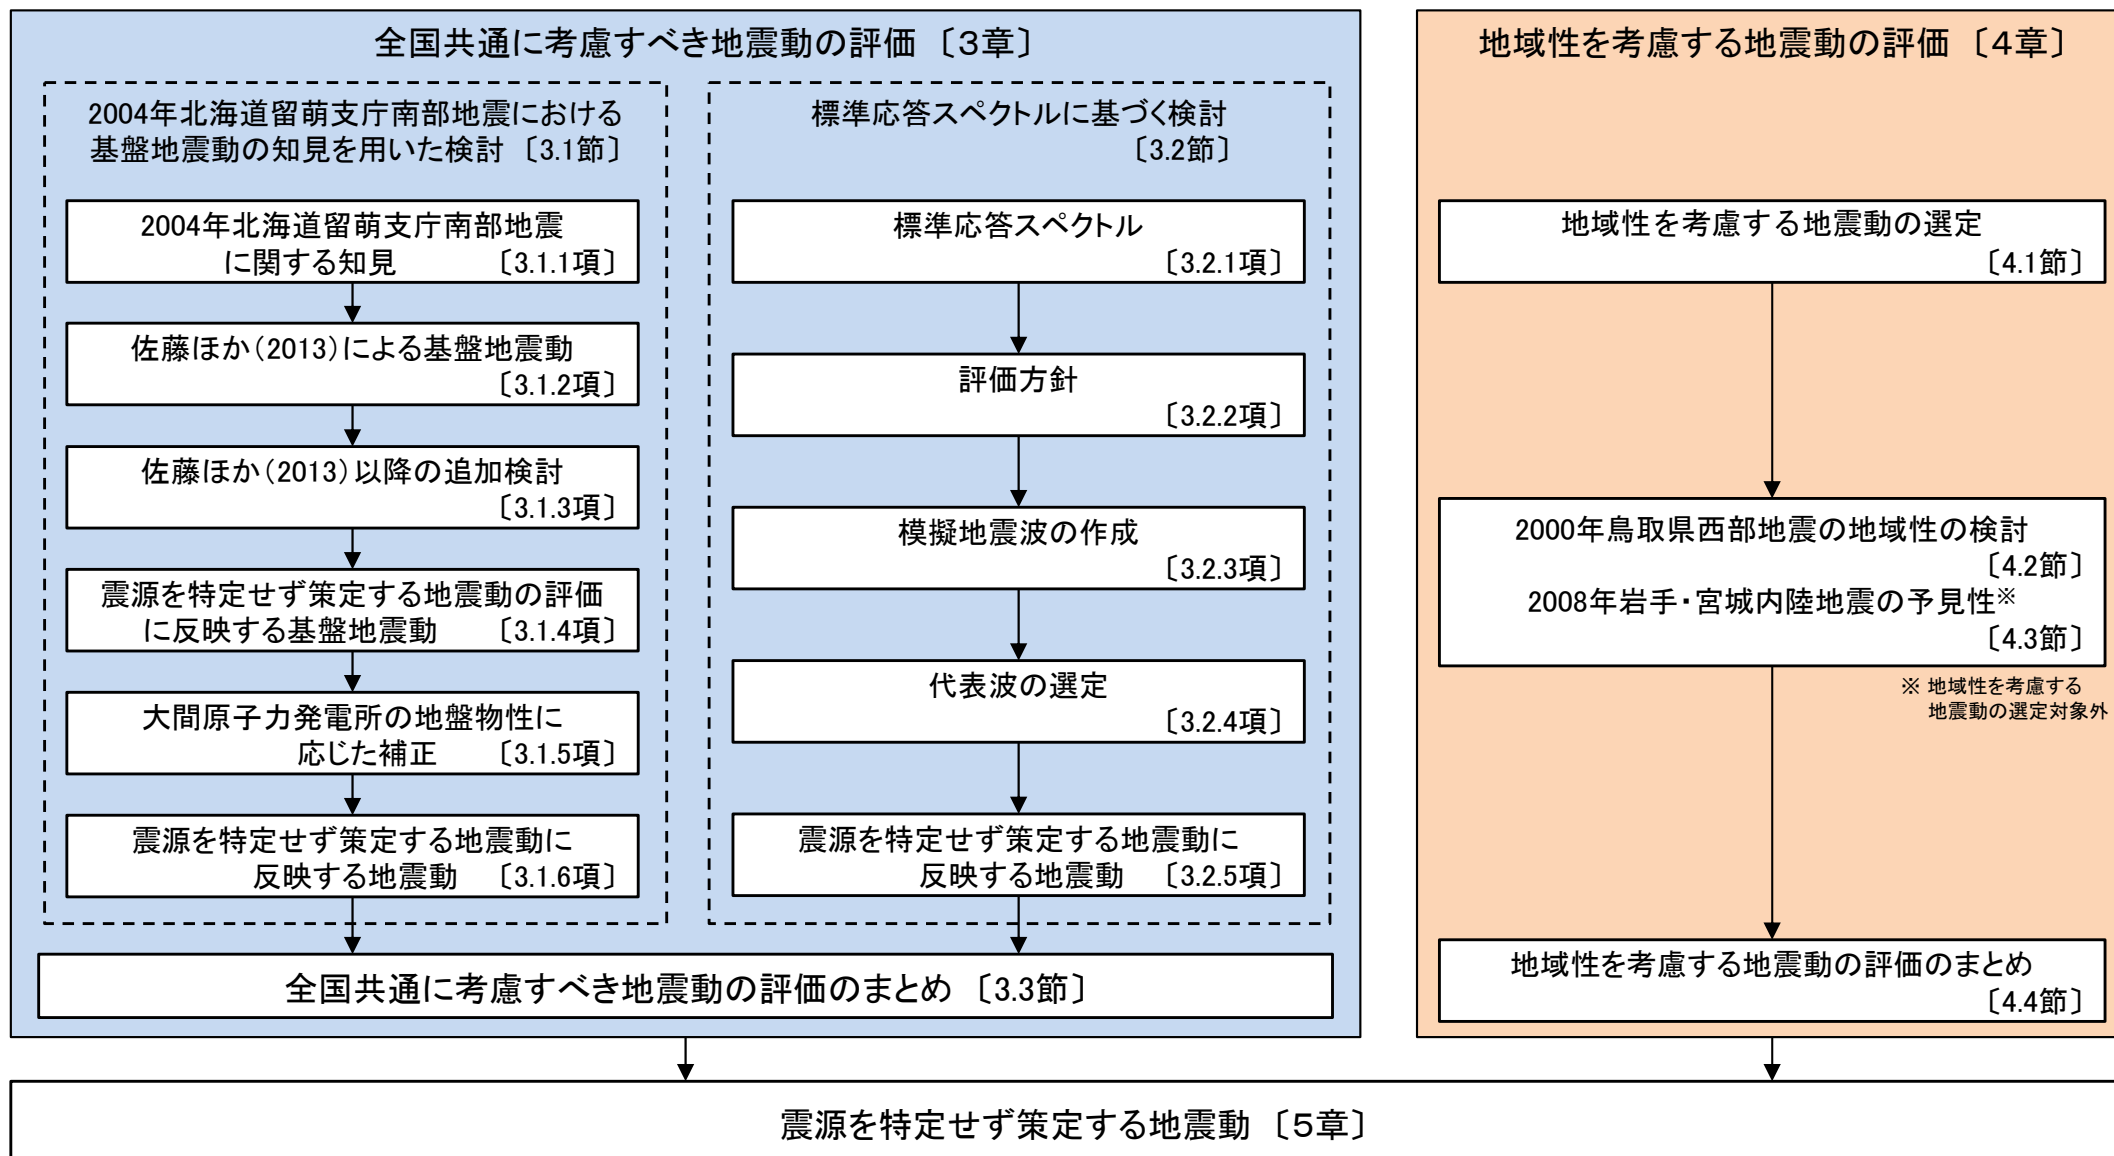 全国共通に考慮すべき地震動の評価〔３章〕
2004年北海道留萌支庁南部地震における
基盤地震動の知見を用いた検討〔3.1節〕
2004年北海道留萌支庁南部地震
に関する知見〔3.1.1項〕
佐藤ほか（2013）による基盤地震動
〔3.1.2項〕
佐藤ほか（2013）以降の追加検討
〔3.1.3項〕
震源を特定せず策定する地震動の評価
に反映する基盤地震動〔3.1.4項〕
大間原子力発電所の地盤物性に
応じた補正〔3.1.5項〕
震源を特定せず策定する地震動に
反映する地震動〔3.1.6項〕
標準応答スペクトルに基づく検討
〔3.2節〕
標準応答スペクトル
〔3.2.1項〕
評価方針
〔3.2.2項〕
模擬地震波の作成
〔3.2.3項〕
代表波の選定
〔3.2.4項〕
震源を特定せず策定する地震動に
反映する地震動〔3.2.5項〕
全国共通に考慮すべき地震動の評価のまとめ〔3.3節〕
地域性を考慮する地震動の評価〔４章〕
地域性を考慮する地震動の選定
〔4.1節〕
2000年鳥取県西部地震の地域性の検討
〔4.2節〕
2008年岩手・宮城内陸地震の予見性※
〔4.3節〕
※ 地域性を考慮する
地震動の選定対象外
地域性を考慮する地震動の評価のまとめ
〔4.4節〕
震源を特定せず策定する地震動〔５章〕